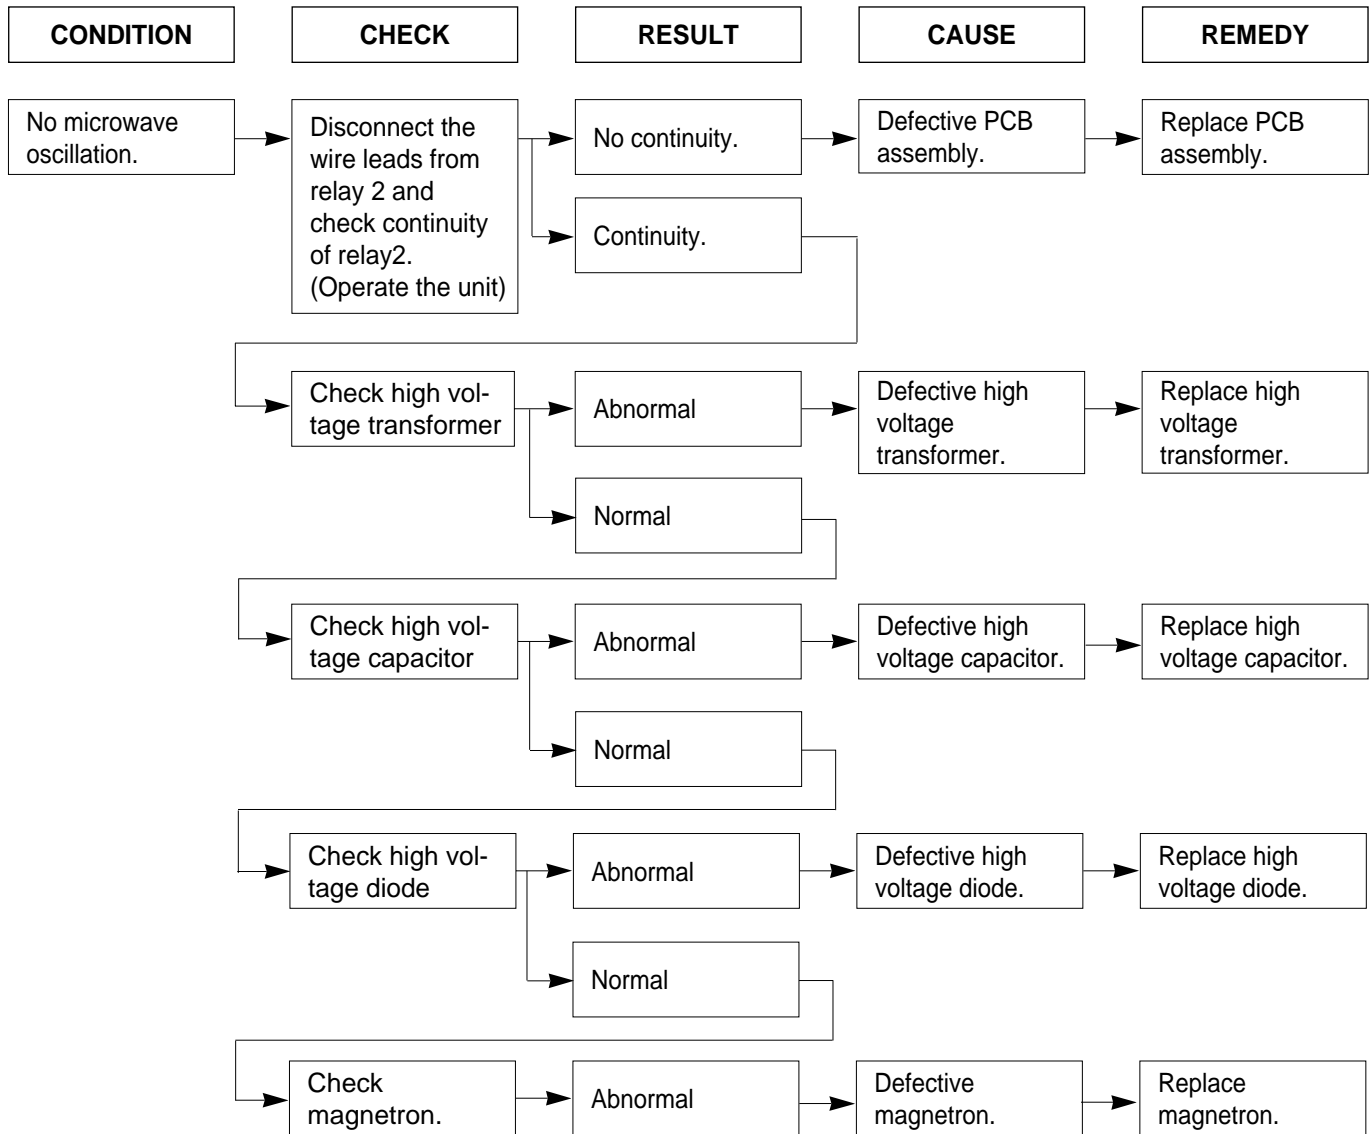 CONDITION
CHECK
RESULT
CAUSE
REMEDY
No microwave
oscillation.
Disconnect the
wire leads from
relay 2 and
check continuity
of relay2.
(Operate the unit)
No continuity.
Defective PCB
assembly.
Replace PCB
assembly.
Continuity.
Check high vol-
tage transformer
Abnormal
Defective high
voltage
transformer.
Replace high
voltage
transformer.
Normal
Check high vol-
tage capacitor
Abnormal
Defective high
voltage capacitor.
Replace high
voltage capacitor.
Normal
Check high vol-
tage diode
Abnormal
Defective high
voltage diode.
Replace high
voltage diode.
Normal
Check
magnetron.
Abnormal
Defective
magnetron.
Replace
magnetron.